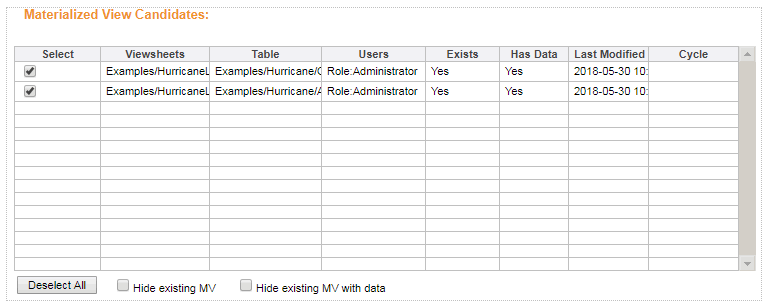 Materialized View Candidates:
Select Viewsheets Table Users Exists Has Data Last Modified Cycle
Examples/HurricaneL Examples/Hurricane/C Role:Administrator Yes Yes 2018-05-30 10:
Examples/HurricaneL Examples/Hurricane/A Role:Administrator Yes Yes 2018-05-30 10:
Deselect All Hide existing MV Hide existing MV with data